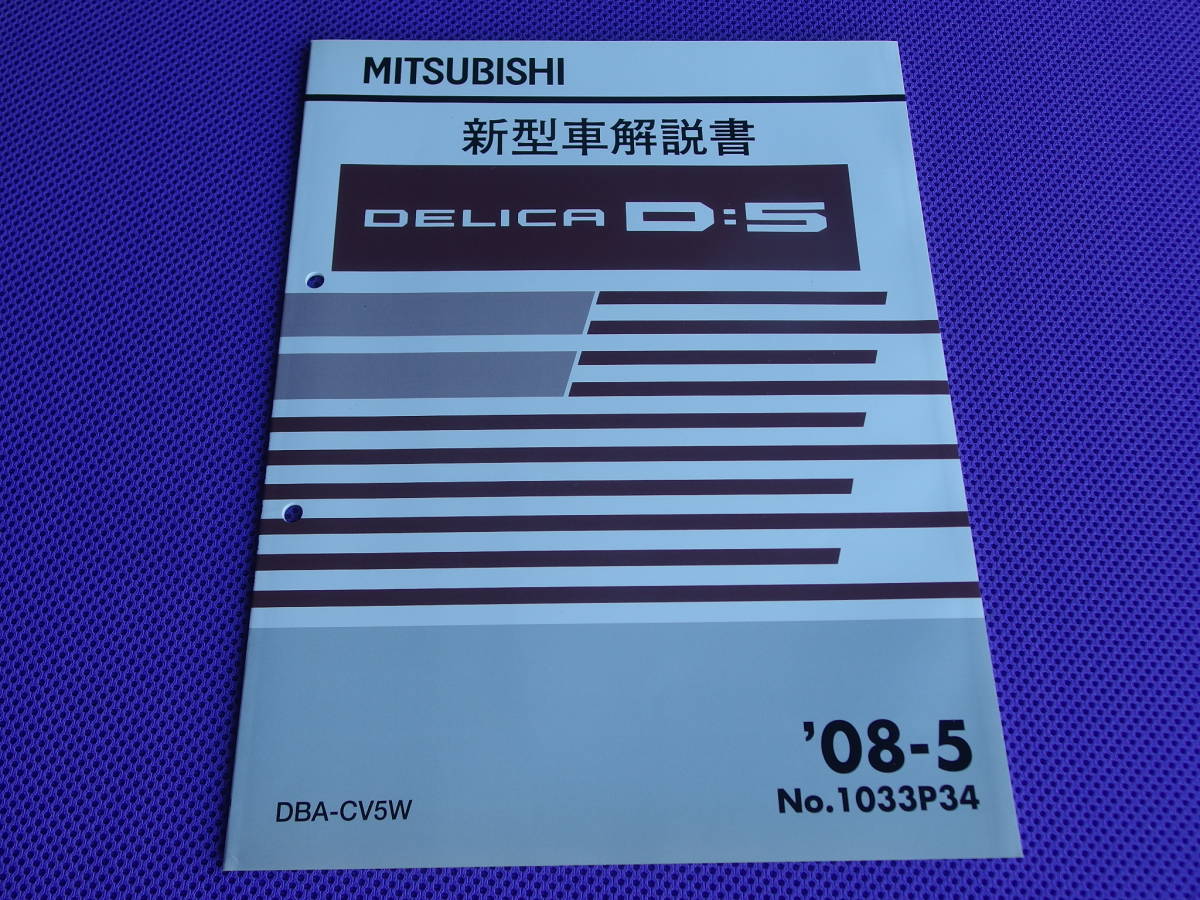 MITSUBISHI
新型車解説書
DELICA D:5
'08-5
No.1033P34
DBA-CV5W